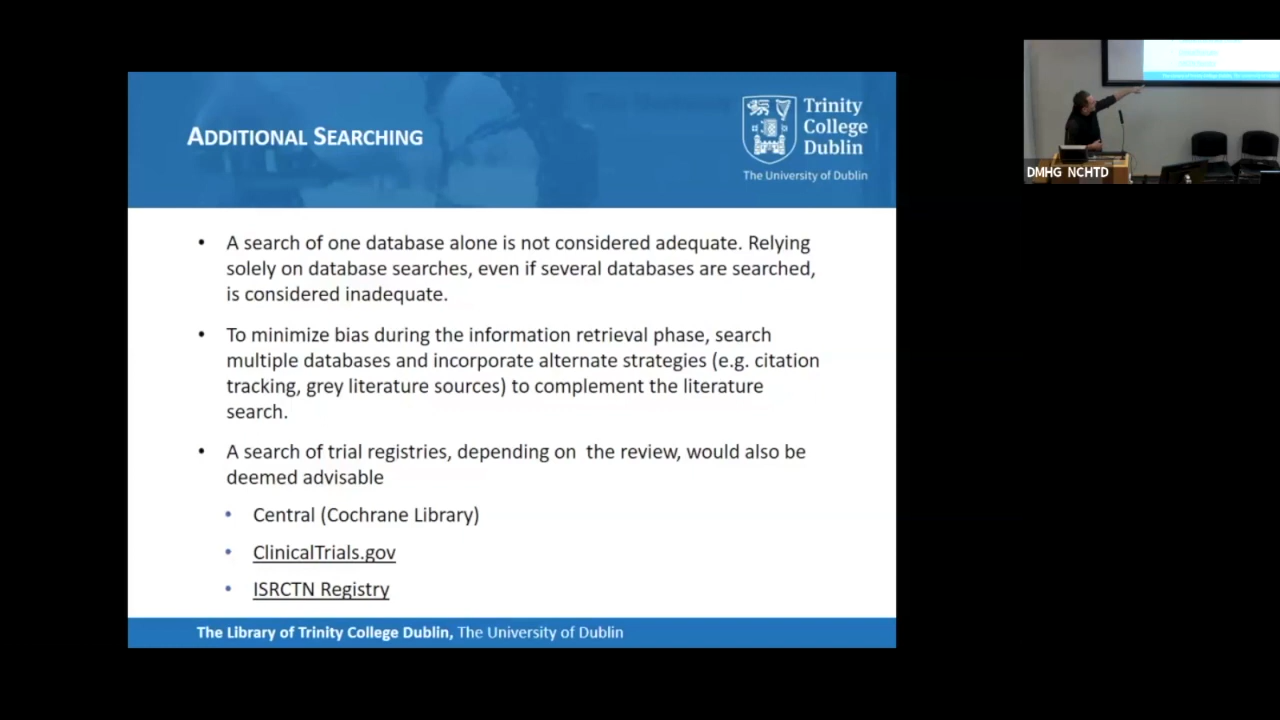 ADDITIONAL SEARCHING
Trinity
College
Dublin
The University of Dublin
• A search of one database alone is not considered adequate. Relying
solely on database searches, even if several databases are searched,
is considered inadequate.
• To minimize bias during the information retrieval phase, search
multiple databases and incorporate alternate strategies (e.g. citation
tracking, grey literature sources) to complement the literature
search.
• A search of trial registries, depending on  the review, would also be
deemed advisable
• Central (Cochrane Library)
• ClinicalTrials.gov
• ISRCTN Registry
The Library of Trinity College Dublin, The University of Dublin
DMHG NCHTD